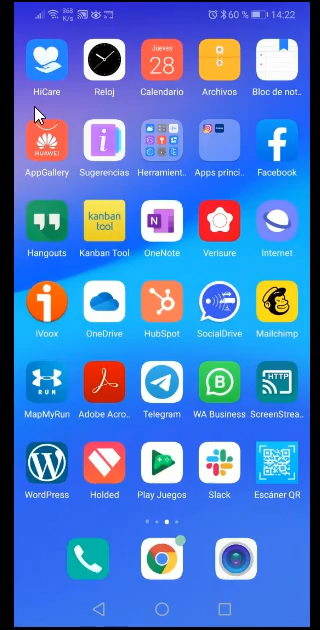 368 K/s 60 % 14:22
Jueves
28
HiCare Reloj Calendario Archivos Bloc de not..
HUAWEI
AppGallery Sugerencias Herramient.. Apps princi.. Facebook
kanban
tool
Hangouts Kanban Tool OneNote Verisure Internet
iVoox OneDrive HubSpot SocialDrive Mailchimp
RUN
HTTP
MapMyRun Adobe Acro.. Telegram WA Business ScreenStrea..
WordPress Holded Play Juegos Slack Escáner QR